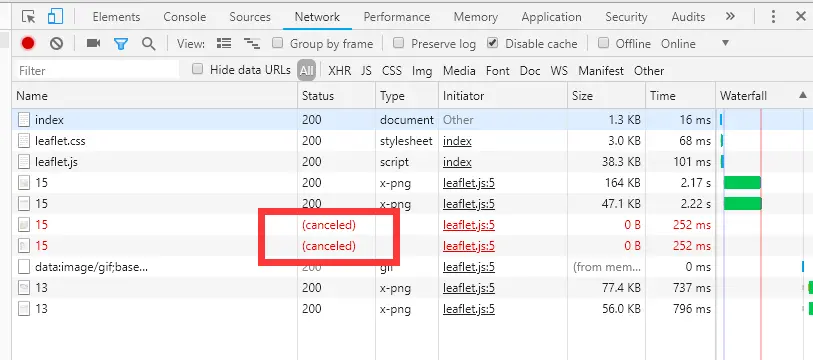 Elements Console Sources Network Performance Memory Application Security Audits »
View: Group by frame Preserve log Disable cache Offline Online
Filter Hide data URLs All XHR JS CSS Img Media Font Doc WS Manifest Other
Name Status Type Initiator Size Time Waterfall
index 200 document Other 1.3 KB 16 ms
leaflet.css 200 stylesheet index 3.0 KB 68 ms
leaflet.js 200 script index 38.3 KB 101 ms
15 200 x-png leaflet.js:5 164 KB 2.17 s
15 200 x-png leaflet.js:5 47.1 KB 2.22 s
15 (canceled) leaflet.js:5 0 B 252 ms
15 (canceled) leaflet.js:5 0 B 252 ms
data:image/gif;base... 200 gif leaflet.js:5 (from mem... 0 ms
13 200 x-png leaflet.js:5 77.4 KB 737 ms
13 200 x-png leaflet.js:5 56.0 KB 796 ms